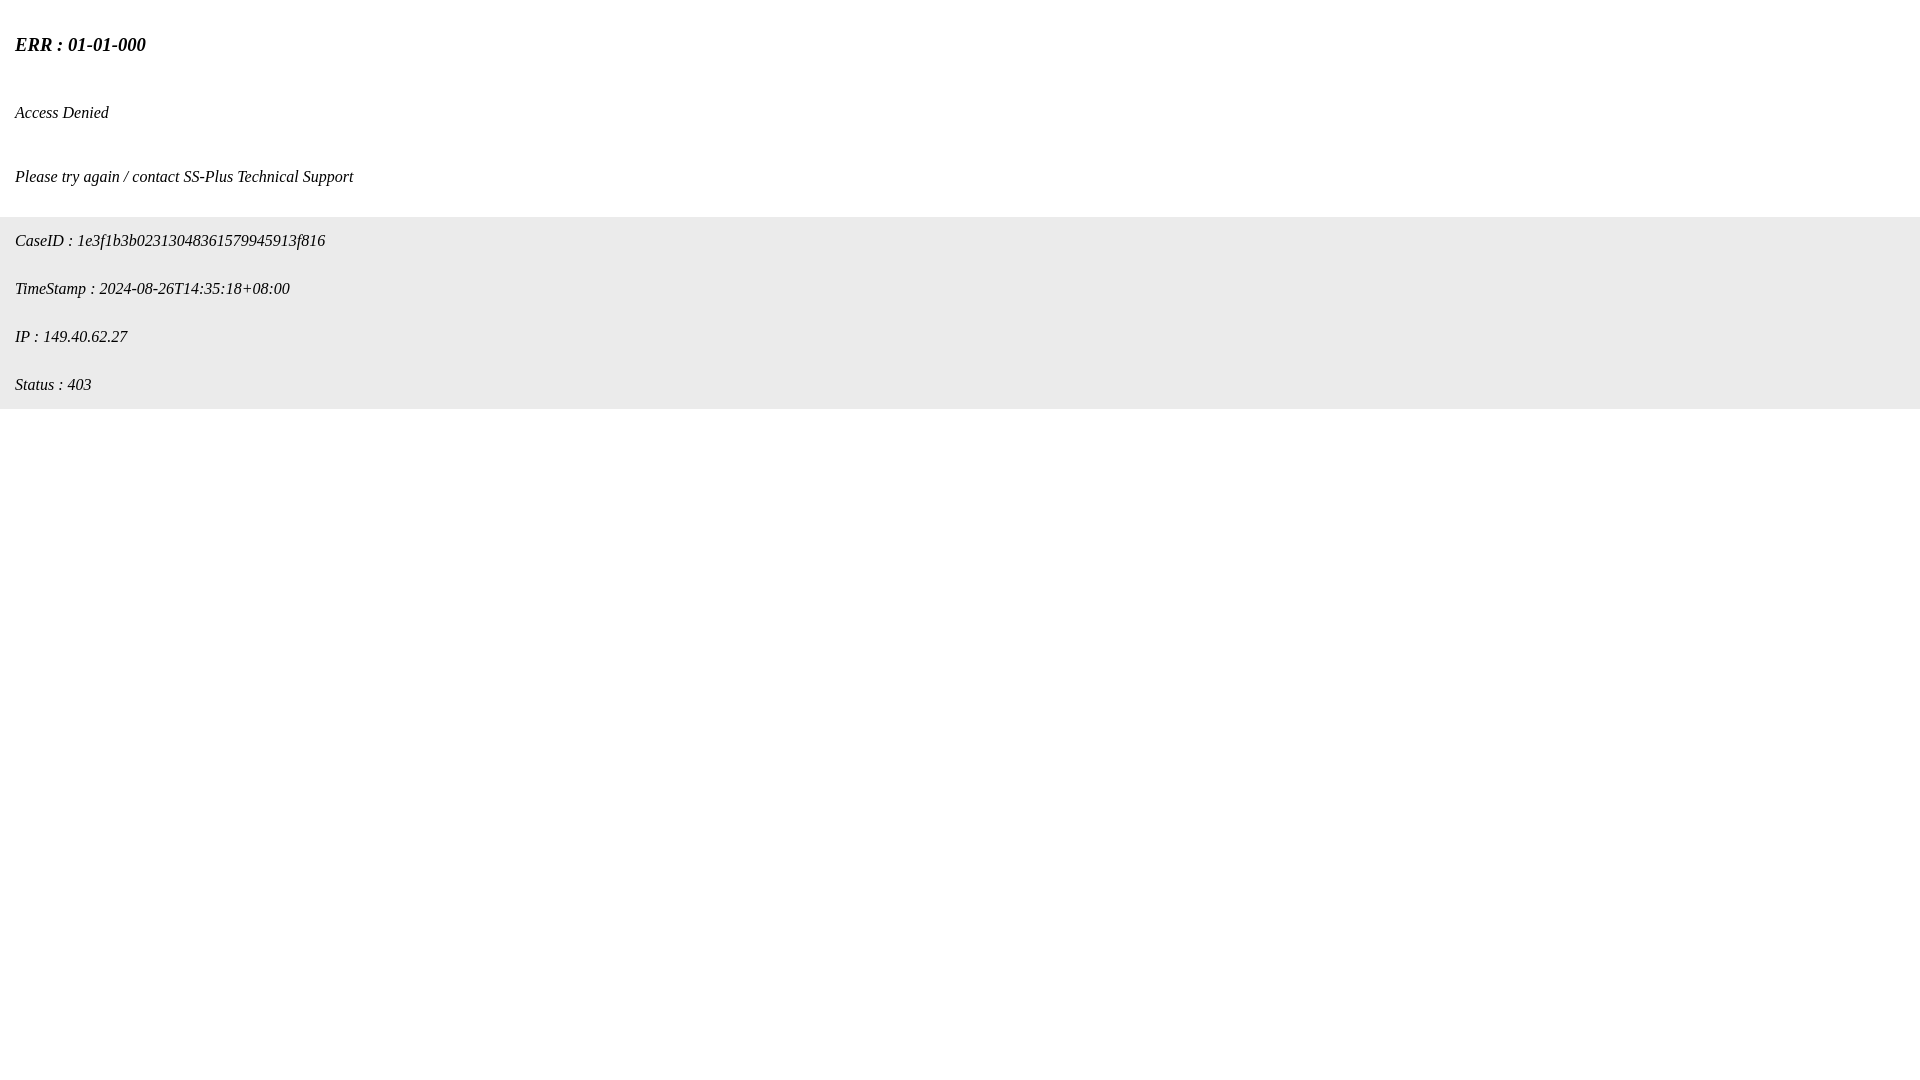 ERR : 01-01-000
Access Denied
Please try again / contact SS-Plus Technical Support
CaseID : 1e3f1b3b02313048361579945913f816
TimeStamp : 2024-08-26T14:35:18+08:00
IP : 149.40.62.27
Status : 403